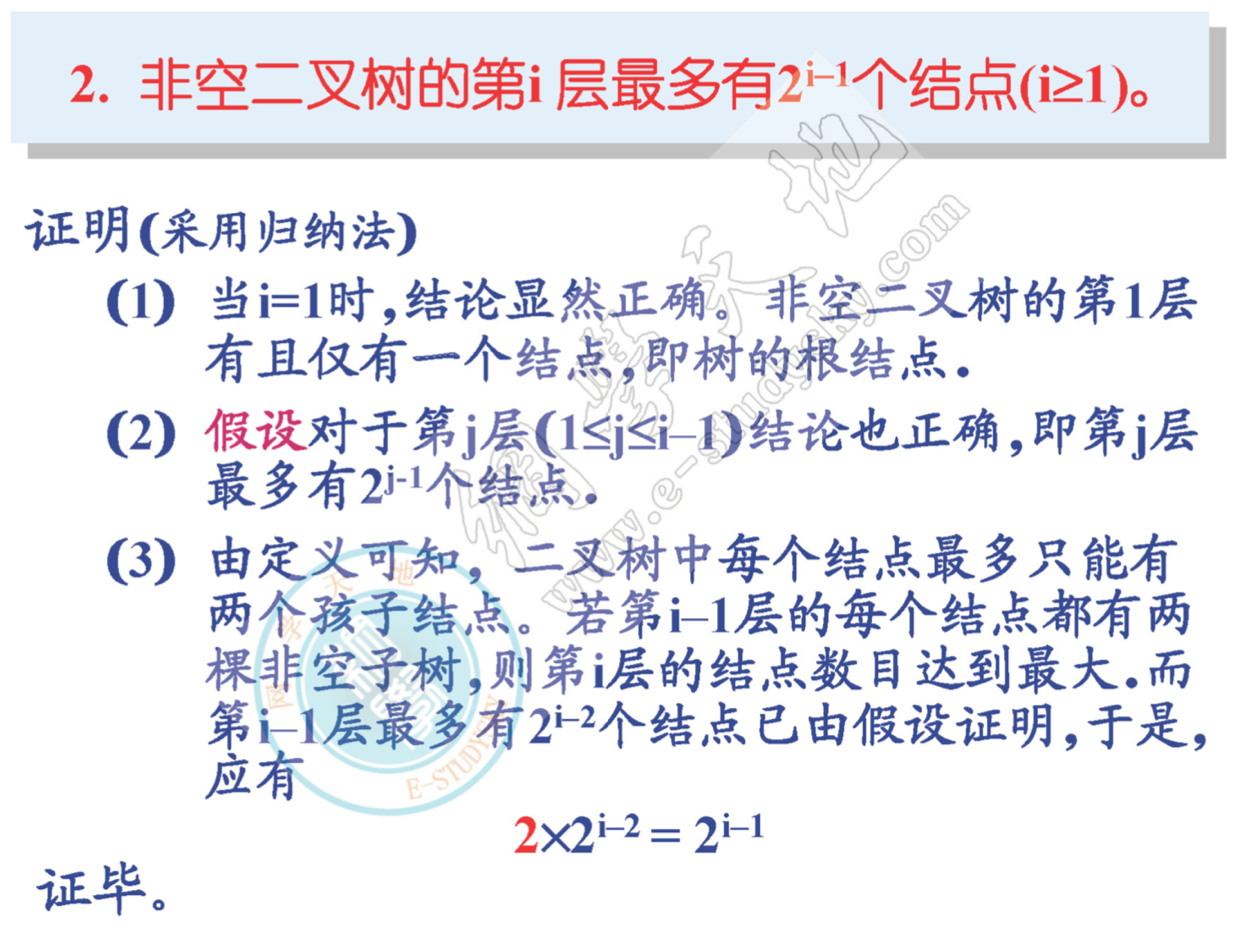 2. 非空二叉树的第i 层最多有2^{i–1}个结点(i≥1)。
证明(采用归纳法)
(1) 当i=1时,结论显然正确。非空二叉树的第1层
有且仅有一个结点,即树的根结点.
(2) 假设对于第j层(1≤j≤i–1)结论也正确,即第j层
最多有2^{j-1}个结点.
(3) 由定义可知,二叉树中每个结点最多只能有
两个孩子结点。若第i–1层的每个结点都有两
棵非空子树,则第i层的结点数目达到最大.而
第i–1层最多有2^{i–2}个结点已由假设证明,于是,
应有
2×2^{i–2} = 2^{i–1}
证毕。
www.e-studysky.com
E-STUDYSKY